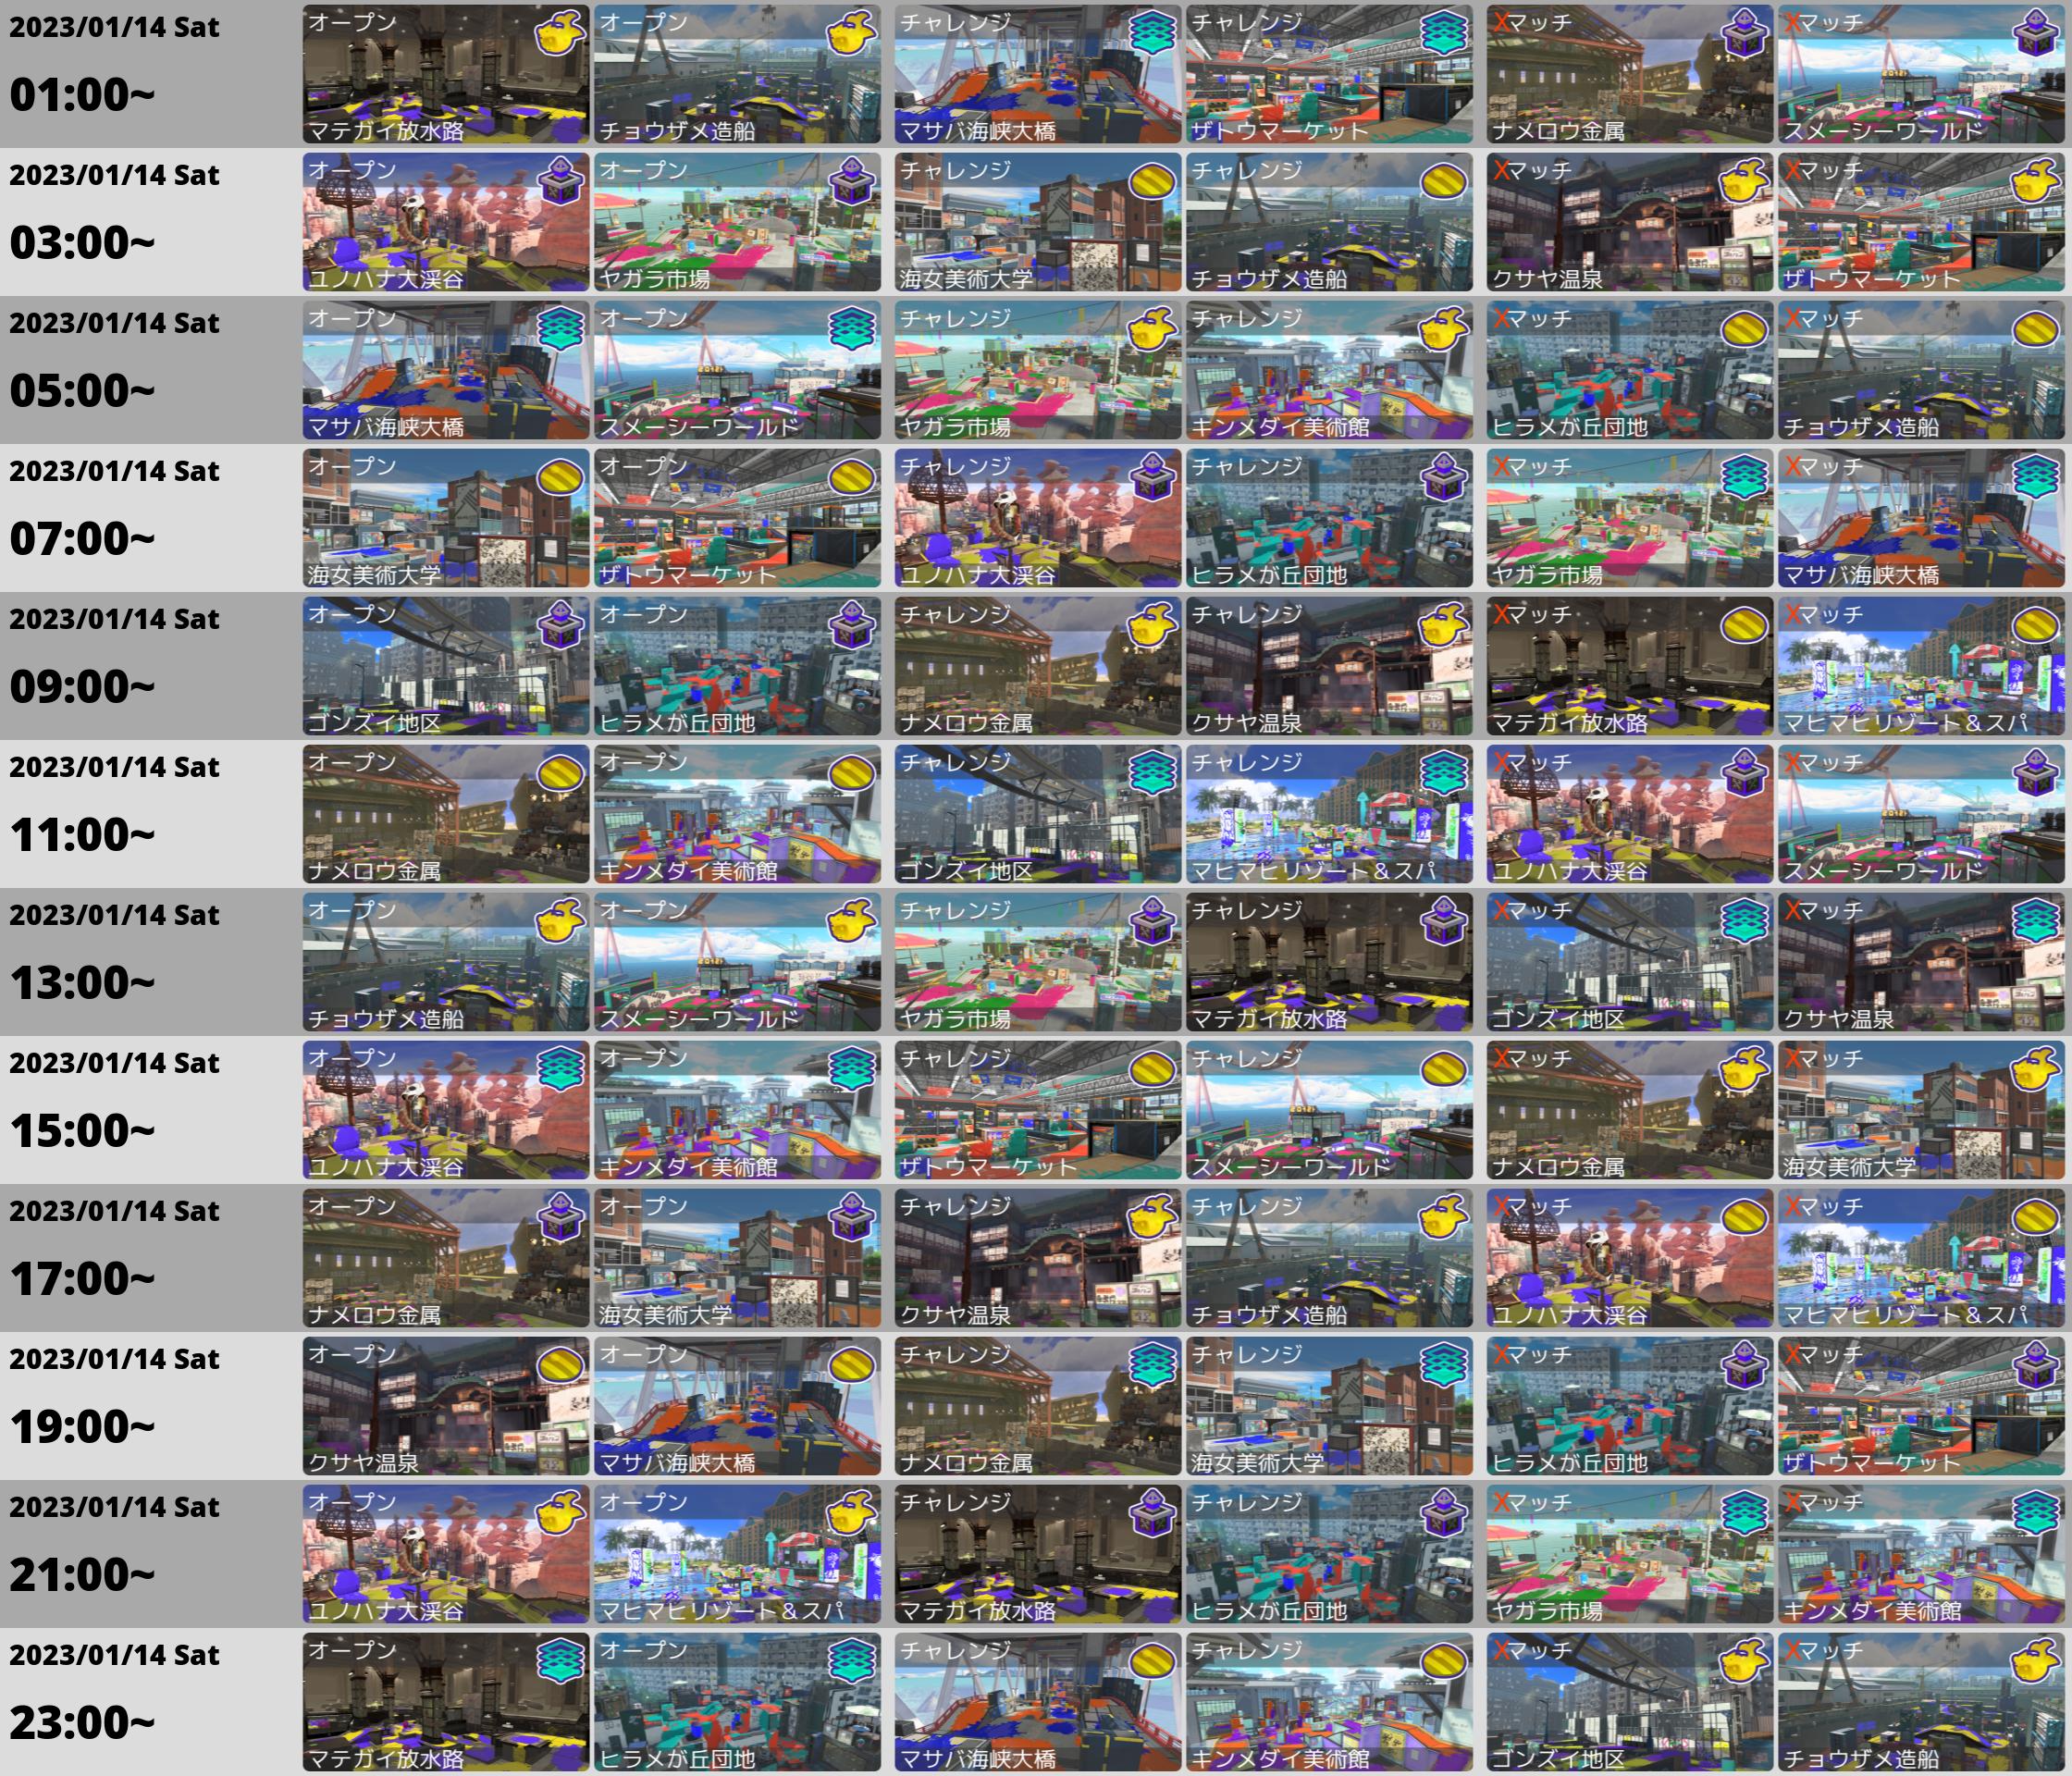 2023/01/14 Sat
01:00~
オープン
マテガイ放水路
オープン
チョウザメ造船
チャレンジ
マサバ海峡大橋
チャレンジ
ザトウマーケット
Xマッチ
ナメロウ金属
Xマッチ
スメーシーワールド
2023/01/14 Sat
03:00~
オープン
ユノハナ大渓谷
オープン
ヤガラ市場
チャレンジ
海女美術大学
チャレンジ
チョウザメ造船
Xマッチ
クサヤ温泉
Xマッチ
ザトウマーケット
2023/01/14 Sat
05:00~
オープン
マサバ海峡大橋
オープン
スメーシーワールド
チャレンジ
ヤガラ市場
チャレンジ
キンメダイ美術館
Xマッチ
ヒラメが丘団地
Xマッチ
チョウザメ造船
2023/01/14 Sat
07:00~
オープン
海女美術大学
オープン
ザトウマーケット
チャレンジ
ユノハナ大渓谷
チャレンジ
ヒラメが丘団地
Xマッチ
ヤガラ市場
Xマッチ
マサバ海峡大橋
2023/01/14 Sat
09:00~
オープン
ゴンズイ地区
オープン
ヒラメが丘団地
チャレンジ
ナメロウ金属
チャレンジ
クサヤ温泉
Xマッチ
マテガイ放水路
Xマッチ
マヒマヒリゾート＆スパ
2023/01/14 Sat
11:00~
オープン
ナメロウ金属
オープン
キンメダイ美術館
チャレンジ
ゴンズイ地区
チャレンジ
マヒマヒリゾート＆スパ
Xマッチ
ユノハナ大渓谷
Xマッチ
スメーシーワールド
2023/01/14 Sat
13:00~
オープン
チョウザメ造船
オープン
スメーシーワールド
チャレンジ
ヤガラ市場
チャレンジ
マテガイ放水路
Xマッチ
ゴンズイ地区
Xマッチ
クサヤ温泉
2023/01/14 Sat
15:00~
オープン
ユノハナ大渓谷
オープン
キンメダイ美術館
チャレンジ
ザトウマーケット
チャレンジ
スメーシーワールド
Xマッチ
ナメロウ金属
Xマッチ
海女美術大学
2023/01/14 Sat
17:00~
オープン
ナメロウ金属
オープン
海女美術大学
チャレンジ
クサヤ温泉
チャレンジ
チョウザメ造船
Xマッチ
ユノハナ大渓谷
Xマッチ
マヒマヒリゾート＆スパ
2023/01/14 Sat
19:00~
オープン
クサヤ温泉
オープン
マサバ海峡大橋
チャレンジ
ナメロウ金属
チャレンジ
海女美術大学
Xマッチ
ヒラメが丘団地
Xマッチ
ザトウマーケット
2023/01/14 Sat
21:00~
オープン
ユノハナ大渓谷
オープン
マヒマヒリゾート＆スパ
チャレンジ
マテガイ放水路
チャレンジ
ヒラメが丘団地
Xマッチ
ヤガラ市場
Xマッチ
キンメダイ美術館
2023/01/14 Sat
23:00~
オープン
マテガイ放水路
オープン
ヒラメが丘団地
チャレンジ
マサバ海峡大橋
チャレンジ
キンメダイ美術館
Xマッチ
ゴンズイ地区
Xマッチ
チョウザメ造船